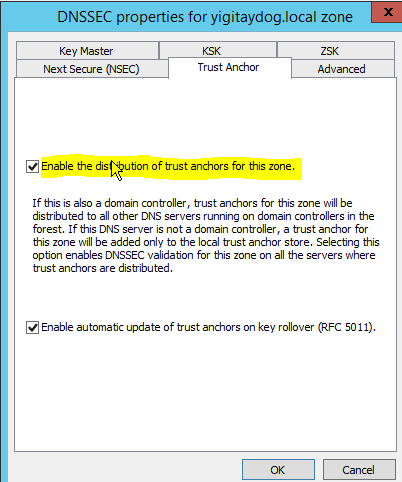 DNSSEC properties for yigitaydog.local zone
x
Key Master
KSK
ZSK
Next Secure (NSEC)
Trust Anchor
Advanced
Enable the distribution of trust anchors for this zone.
If this is also a domain controller, trust anchors for this zone will be
distributed to all other DNS servers running on domain controllers in the
forest. If this DNS server is not a domain controller, a trust anchor for
this zone will be added only to the local trust anchor store. Selecting this
option enables DNSSEC validation for this zone on all the servers where
trust anchors are distributed.
Enable automatic update of trust anchors on key rollover (RFC 5011).
OK
Cancel